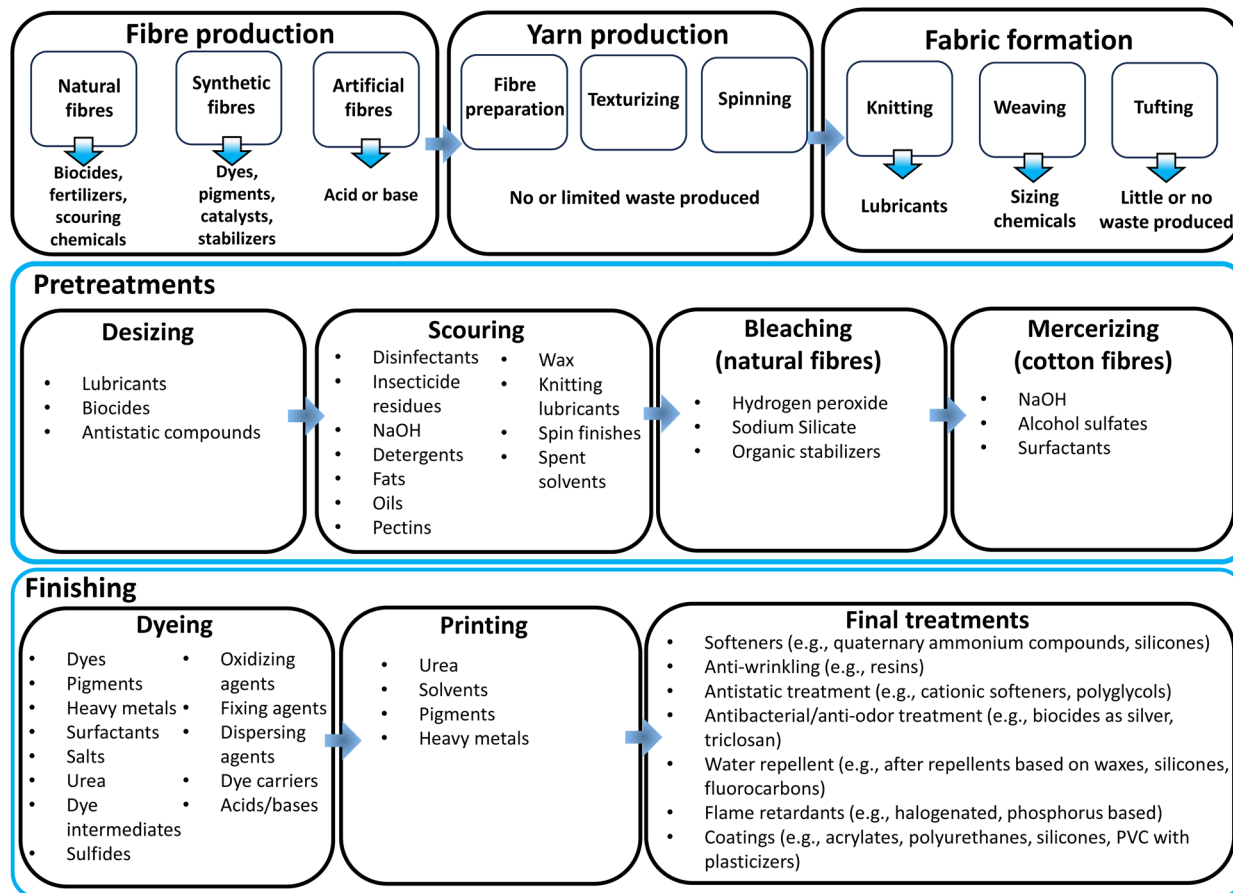 Fibre production
Natural
fibres
Synthetic
fibres
Artificial
fibres
Biocides,
fertilizers,
scouring
chemicals
Dyes,
pigments,
catalysts,
stabilizers
Acid or base
Yarn production
Fibre
preparation
Texturizing
Spinning
No or limited waste produced
Fabric formation
Knitting
Weaving
Tufting
Lubricants
Sizing
chemicals
Little or no
waste produced
Pretreatments
Desizing
• Lubricants
• Biocides
• Antistatic compounds
Scouring
• Disinfectants
• Insecticide
residues
• NaOH
• Detergents
• Fats
• Oils
• Pectins
• Wax
• Knitting
lubricants
• Spin finishes
• Spent
solvents
Bleaching
(natural fibres)
• Hydrogen peroxide
• Sodium Silicate
• Organic stabilizers
Mercerizing
(cotton fibres)
• NaOH
• Alcohol sulfates
• Surfactants
Finishing
Dyeing
• Dyes
• Pigments
• Heavy metals
• Surfactants
• Salts
• Urea
• Dye
intermediates
• Sulfides
• Oxidizing
agents
• Fixing agents
• Dispersing
agents
• Dye carriers
• Acids/bases
Printing
• Urea
• Solvents
• Pigments
• Heavy metals
Final treatments
• Softeners (e.g., quaternary ammonium compounds, silicones)
• Anti-wrinkling (e.g., resins)
• Antistatic treatment (e.g., cationic softeners, polyglycols)
• Antibacterial/anti-odor treatment (e.g., biocides as silver,
triclosan)
• Water repellent (e.g., after repellents based on waxes, silicones,
fluorocarbons)
• Flame retardants (e.g., halogenated, phosphorus based)
• Coatings (e.g., acrylates, polyurethanes, silicones, PVC with
plasticizers)